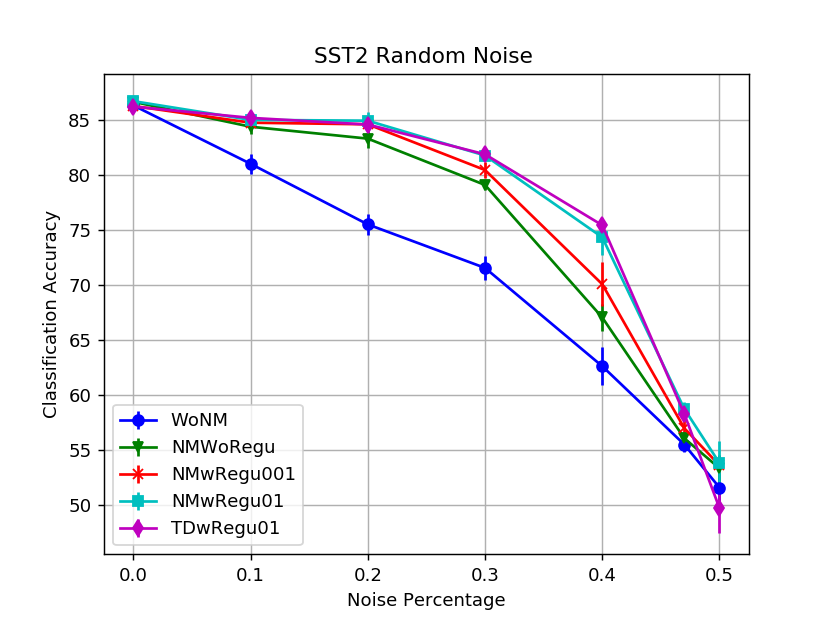 SST2 Random Noise
Classification Accuracy
85
80
75
70
65
60
55
50
WoNM
NMWoRegu
NMwRegu001
NMwRegu01
TDwRegu01
0.0 0.1 0.2 0.3 0.4 0.5
Noise Percentage